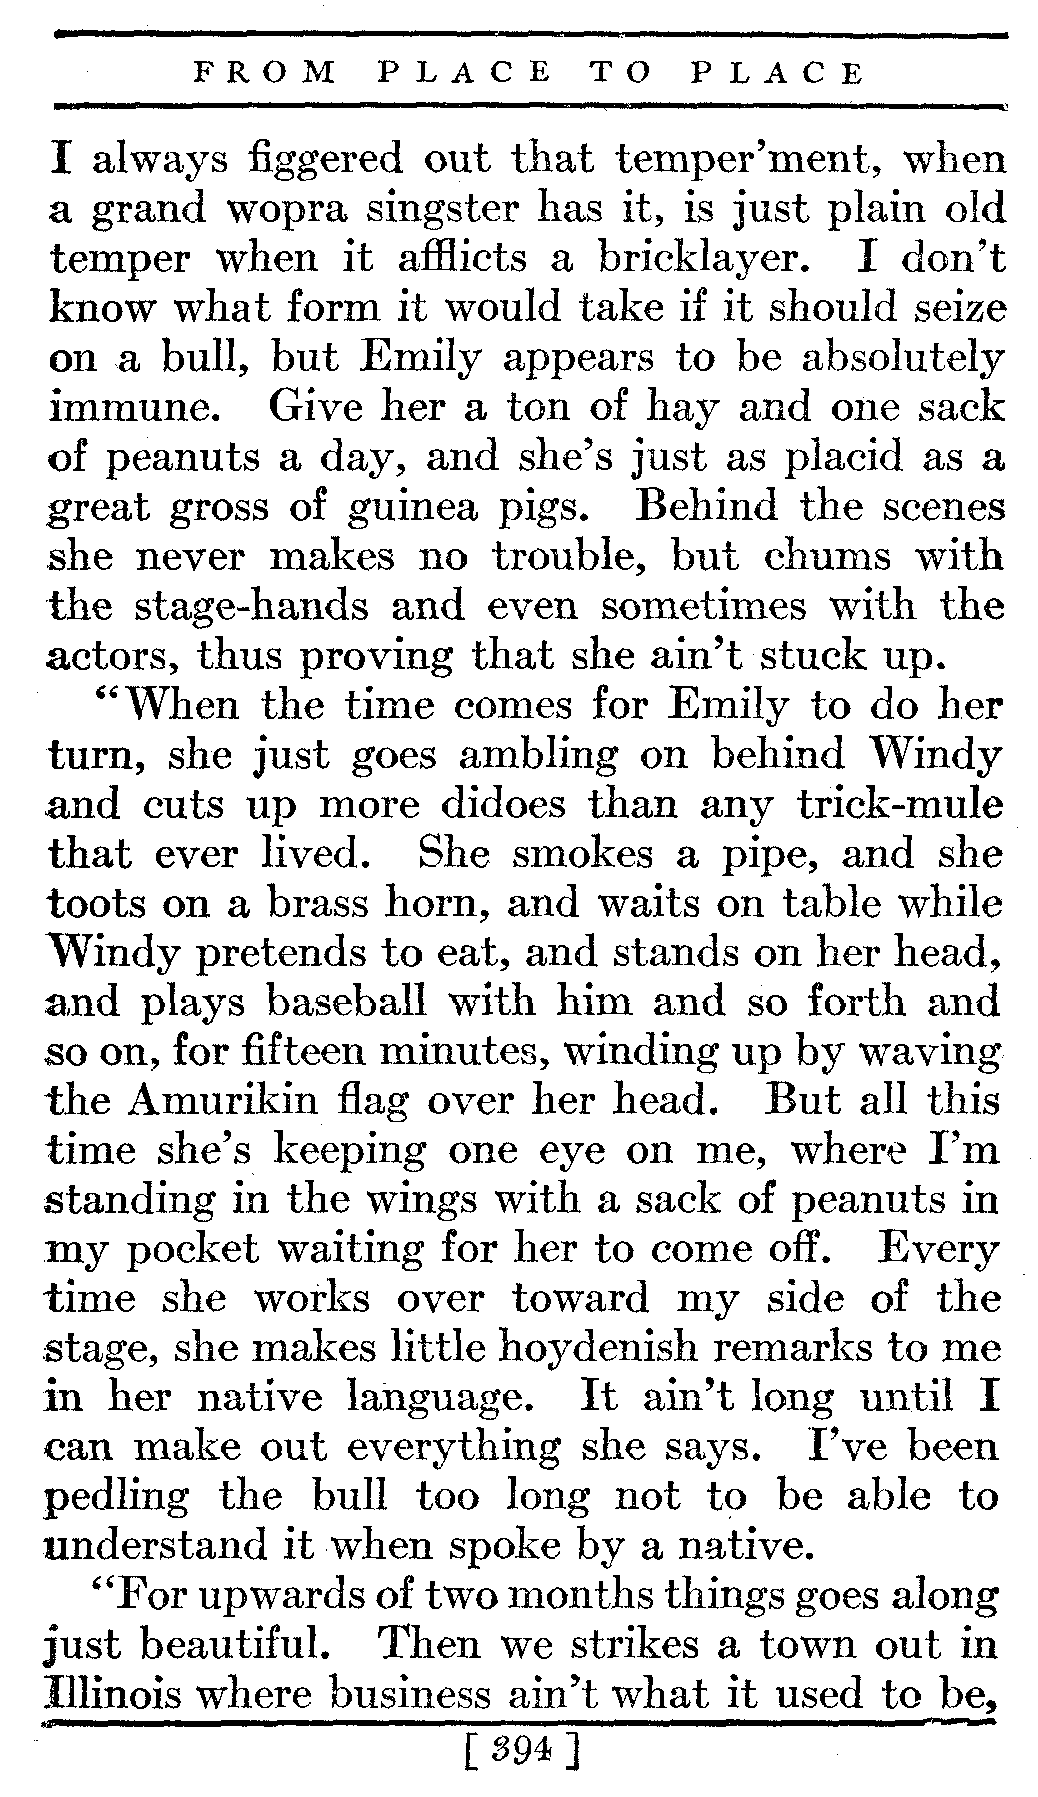 FROM PLACE TO PLACE
I always figgered out that temper'ment, when
a grand wopra singster has it, is just plain old
temper when it afflicts a bricklayer. I don't
know what form it would take if it should seize
on a bull, but Emily appears to be absolutely
immune. Give her a ton of hay and one sack
of peanuts a day, and she's just as placid as a
great gross of guinea pigs. Behind the scenes
she never makes no trouble, but chums with
the stage-hands and even sometimes with the
actors, thus proving that she ain't stuck up.
"When the time comes for Emily to do her
turn, she just goes ambling on behind Windy
and cuts up more didoes than any trick-mule
that ever lived. She smokes a pipe, and she
toots on a brass horn, and waits on table while
Windy pretends to eat, and stands on her head,
and plays baseball with him and so forth and
so on, for fifteen minutes, winding up by waving
the Amurikin flag over her head. But all this
time she's keeping one eye on me, where I'm
standing in the wings with a sack of peanuts in
my pocket waiting for her to come off. Every
time she works over toward my side of the
stage, she makes little hoydenish remarks to me
in her native language. It ain't long until I
can make out everything she says. I've been
pedling the bull too long not to be able to
understand it when spoke by a native.
"For upwards of two months things goes along
just beautiful. Then we strikes a town out in
Illinois where business ain't what it used to be,
[ 394 ]